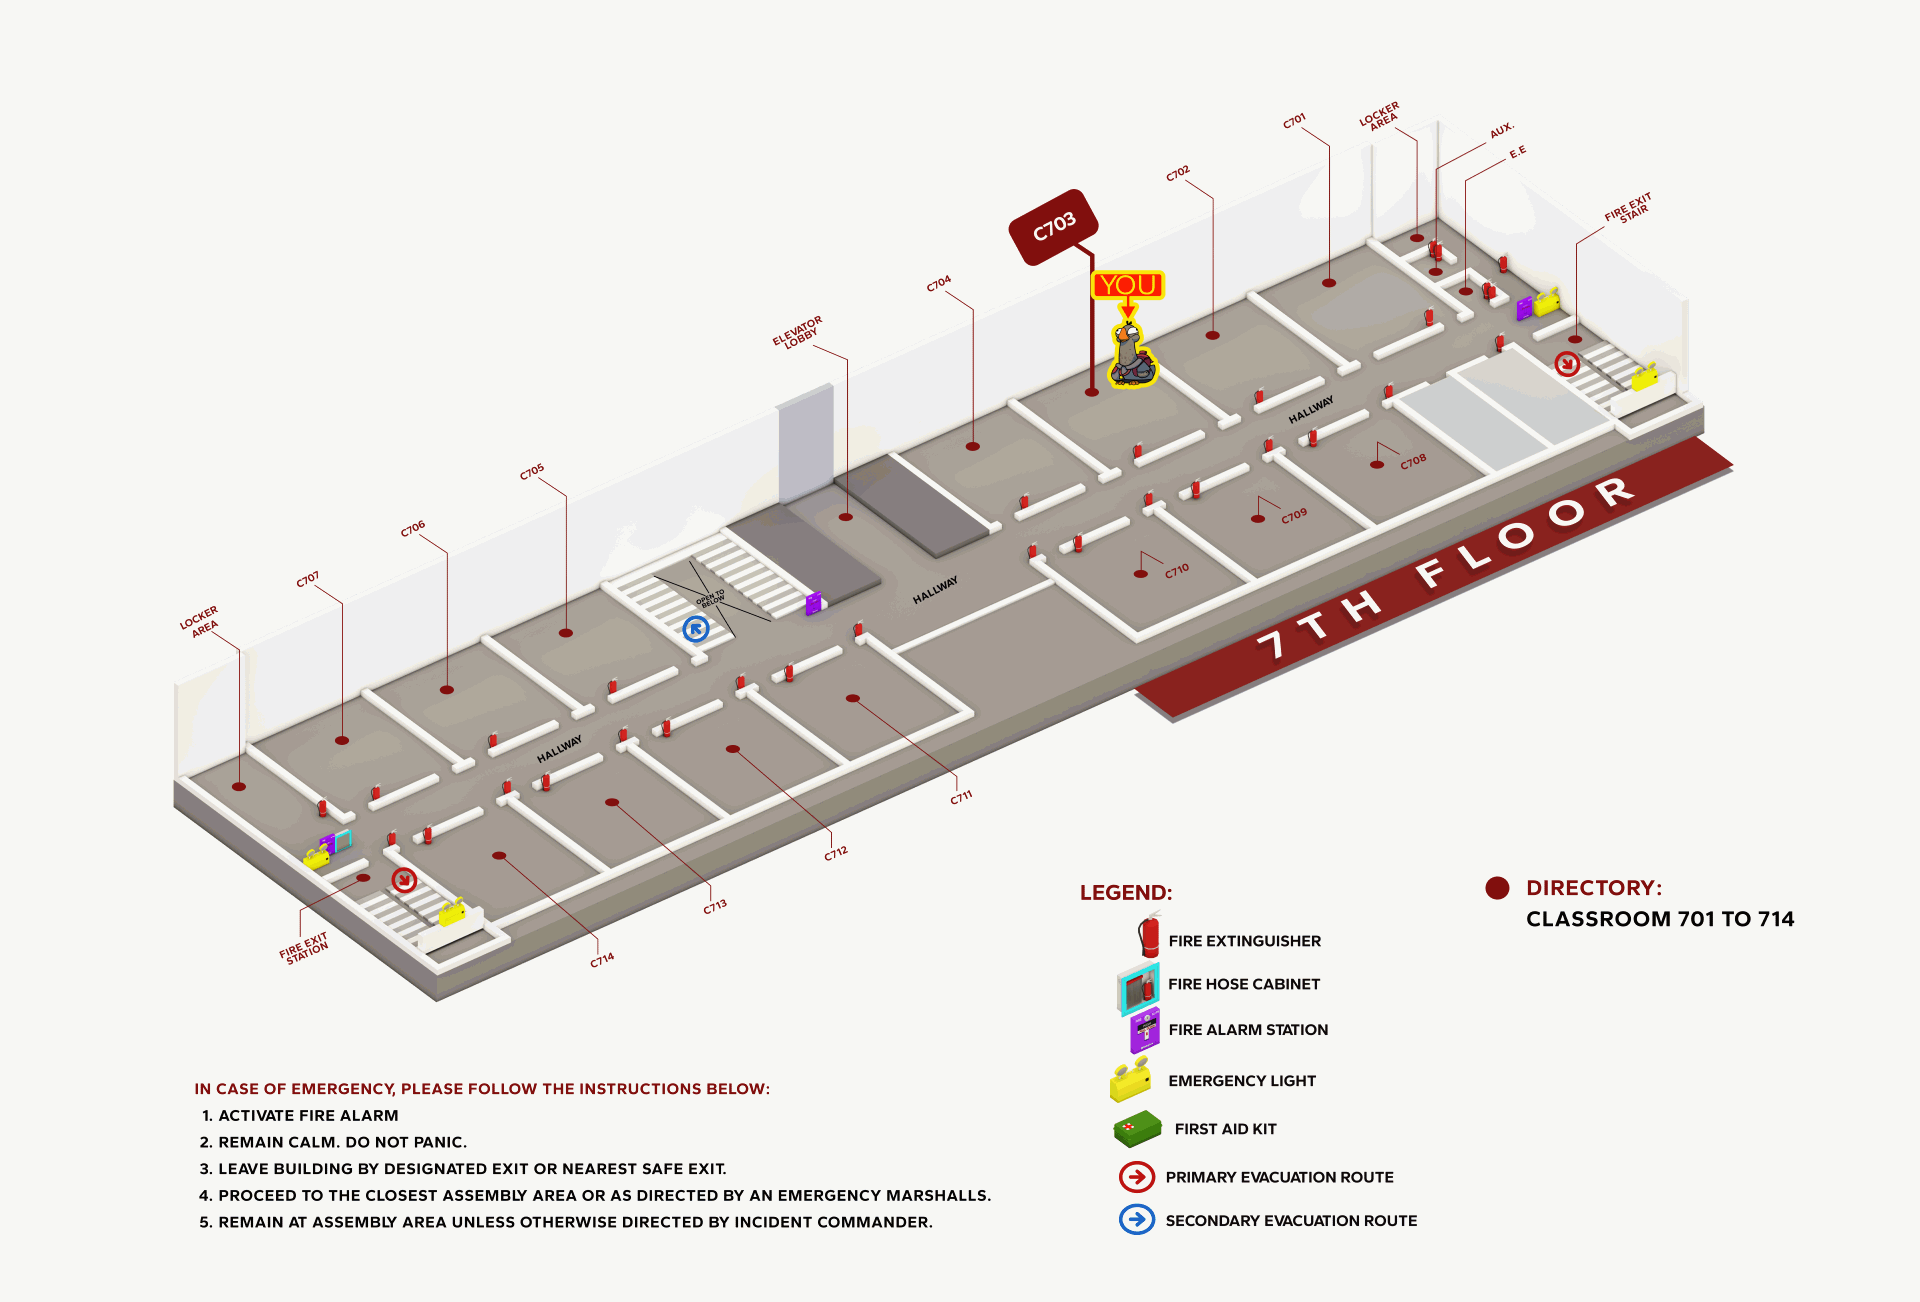 C701
LOCKER
AREA
AUX.
E.E
C702
FIRE EXIT
STAIR
C703
YOU
C704
ELEVATOR
LOBBY
HALLWAY
C705
C708
C706
C709
7TH FLOOR
C707
C710
OPEN TO
BELOW
HALLWAY
LOCKER
AREA
HALLWAY
C711
C712
C713
FIRE EXIT
STATION
C714
LEGEND:
FIRE EXTINGUISHER
FIRE HOSE CABINET
FIRE ALARM STATION
EMERGENCY LIGHT
FIRST AID KIT
PRIMARY EVACUATION ROUTE
SECONDARY EVACUATION ROUTE
DIRECTORY:
CLASSROOM 701 TO 714
IN CASE OF EMERGENCY, PLEASE FOLLOW THE INSTRUCTIONS BELOW:
1. ACTIVATE FIRE ALARM
2. REMAIN CALM. DO NOT PANIC.
3. LEAVE BUILDING BY DESIGNATED EXIT OR NEAREST SAFE EXIT.
4. PROCEED TO THE CLOSEST ASSEMBLY AREA OR AS DIRECTED BY AN EMERGENCY MARSHALLS.
5. REMAIN AT ASSEMBLY AREA UNLESS OTHERWISE DIRECTED BY INCIDENT COMMANDER.